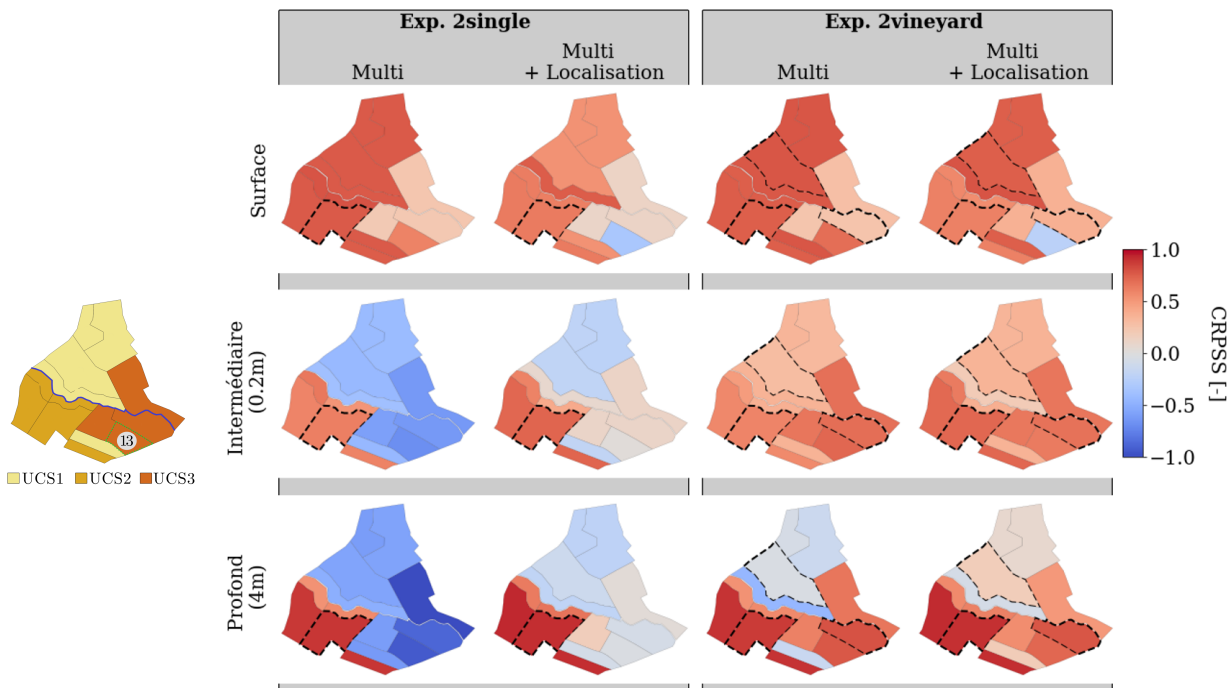 Exp. 2single
Exp. 2vineyard
Multi
Multi
+ Localisation
Multi
Multi
+ Localisation
Surface
Intermédiaire
(0.2m)
Profond
(4m)
13
UCS1 UCS2 UCS3
1.0
0.5
0.0
−0.5
−1.0
CRPSS [-]